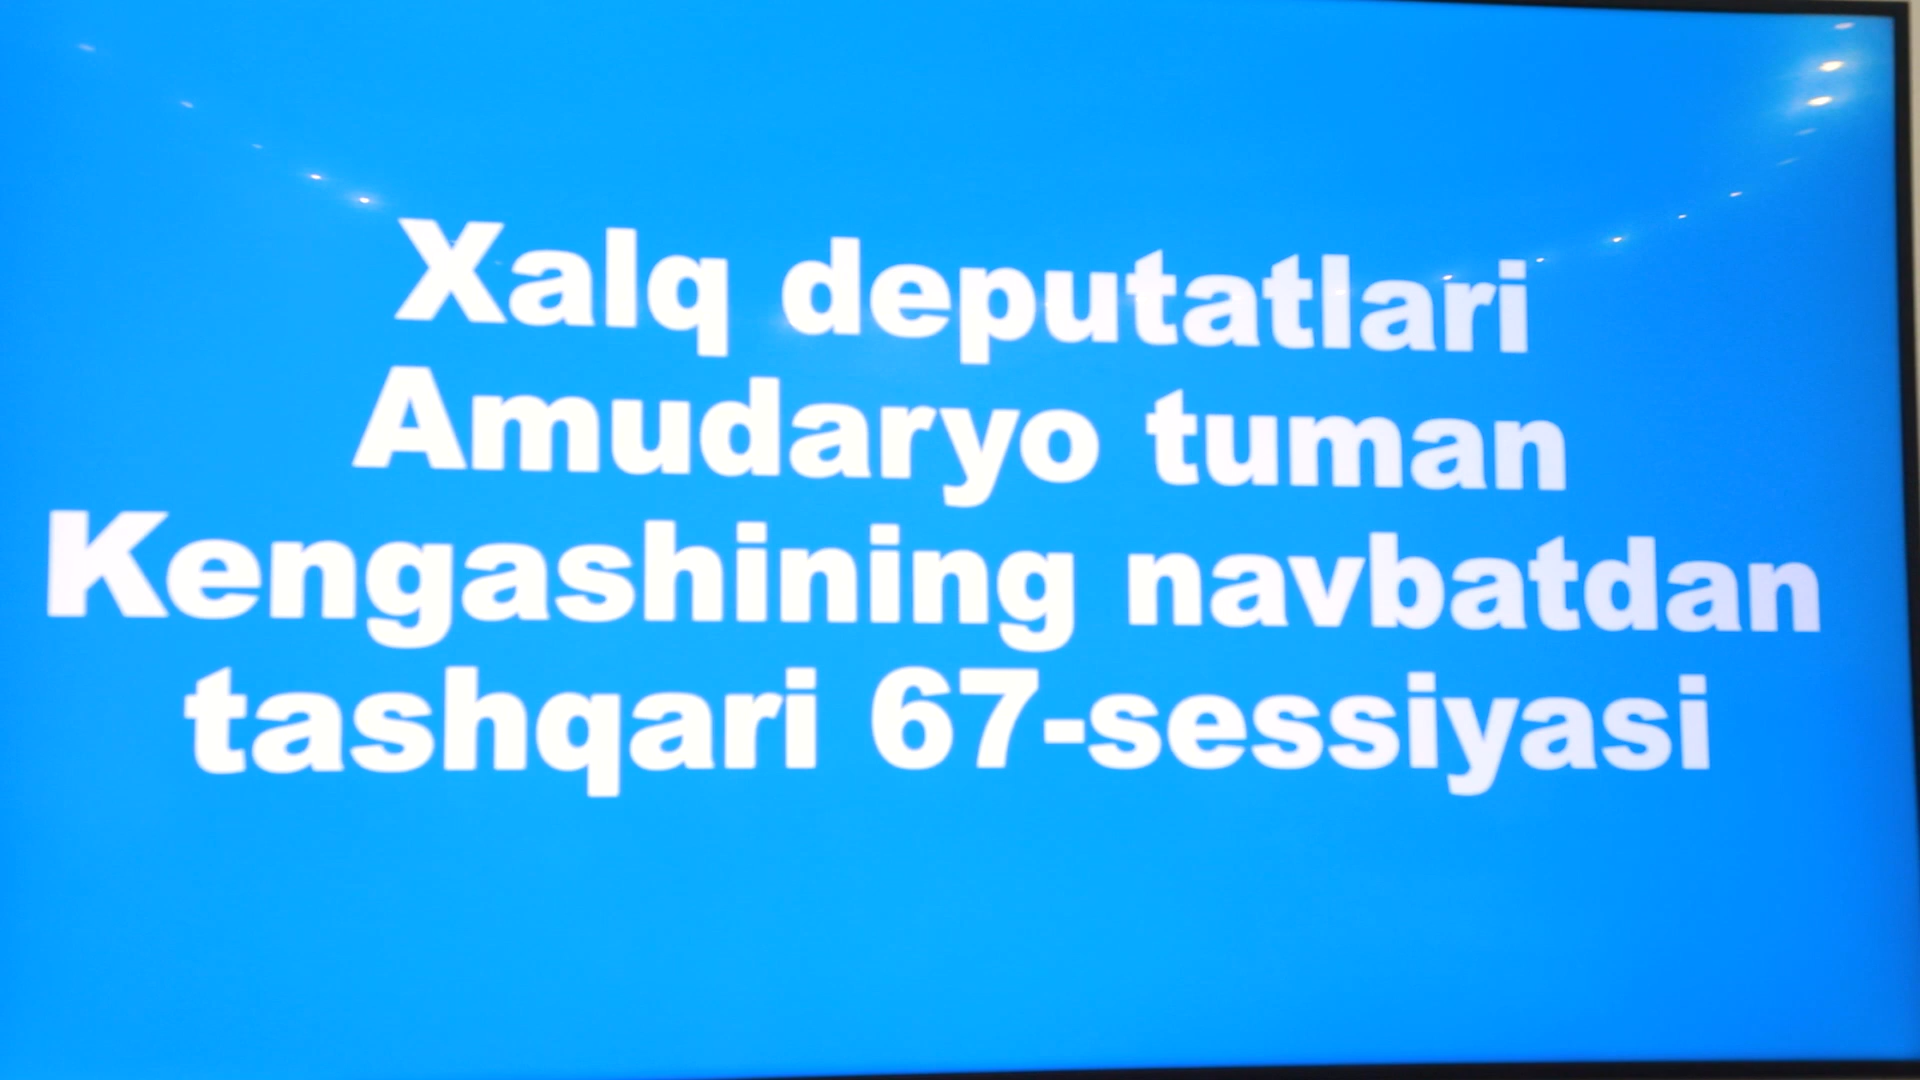 Xalq deputatlari
Amudaryo tuman
Kengashining navbatdan
tashqari 67-sessiyasi